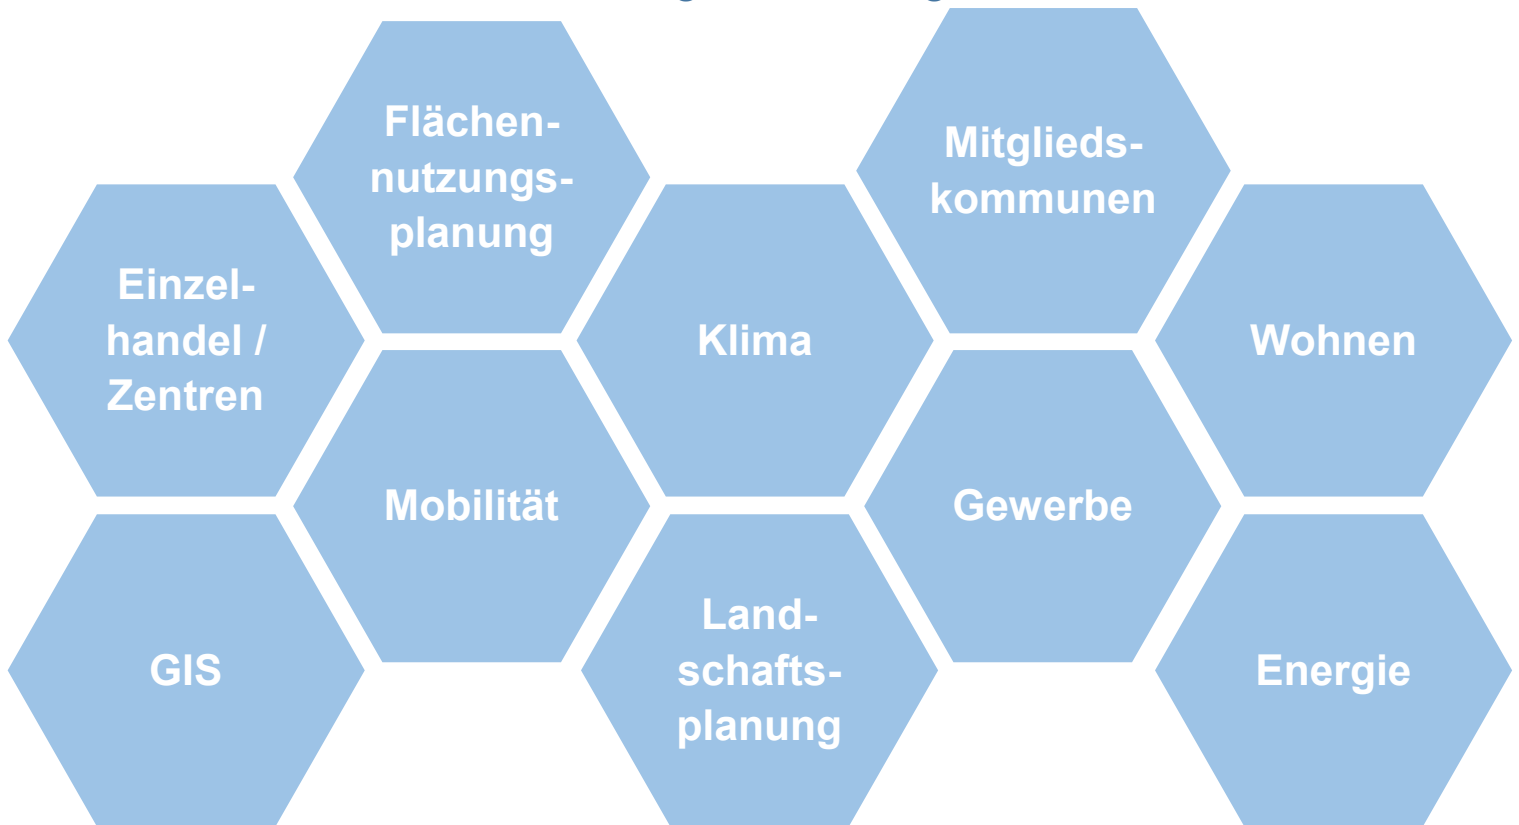 Flächen-
nutzungs-
planung
Mitglieds-
kommunen
Einzel-
handel /
Zentren
Klima
Wohnen
Mobilität
Gewerbe
GIS
Land-
schafts-
planung
Energie